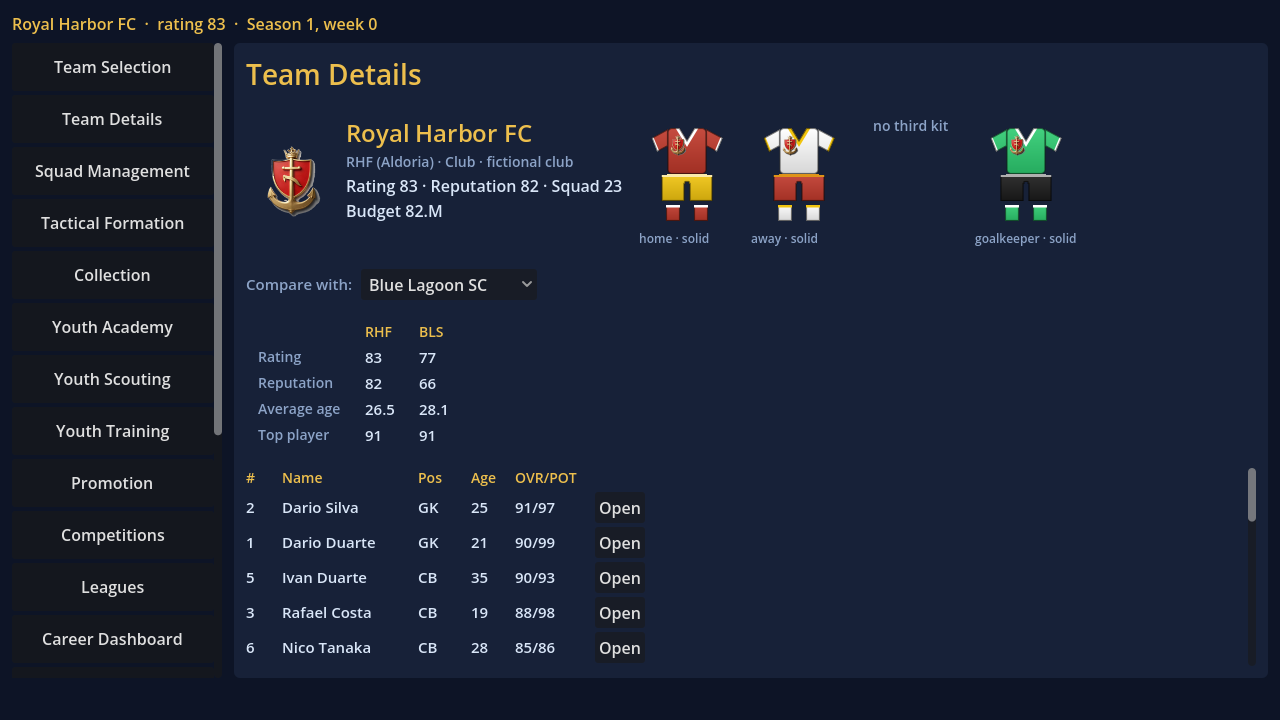 Royal Harbor FC · rating 83 · Season 1, week 0
Team Selection
Team Details
Squad Management
Tactical Formation
Collection
Youth Academy
Youth Scouting
Youth Training
Promotion
Competitions
Leagues
Career Dashboard
Team Details
Royal Harbor FC
RHF (Aldoria) · Club · fictional club
Rating 83 · Reputation 82 · Squad 23
Budget 82.M
home · solid
away · solid
no third kit
goalkeeper · solid
Compare with: Blue Lagoon SC
RHF BLS
Rating 83 77
Reputation 82 66
Average age 26.5 28.1
Top player 91 91
# Name Pos Age OVR/POT
2 Dario Silva GK 25 91/97 Open
1 Dario Duarte GK 21 90/99 Open
5 Ivan Duarte CB 35 90/93 Open
3 Rafael Costa CB 19 88/98 Open
6 Nico Tanaka CB 28 85/86 Open